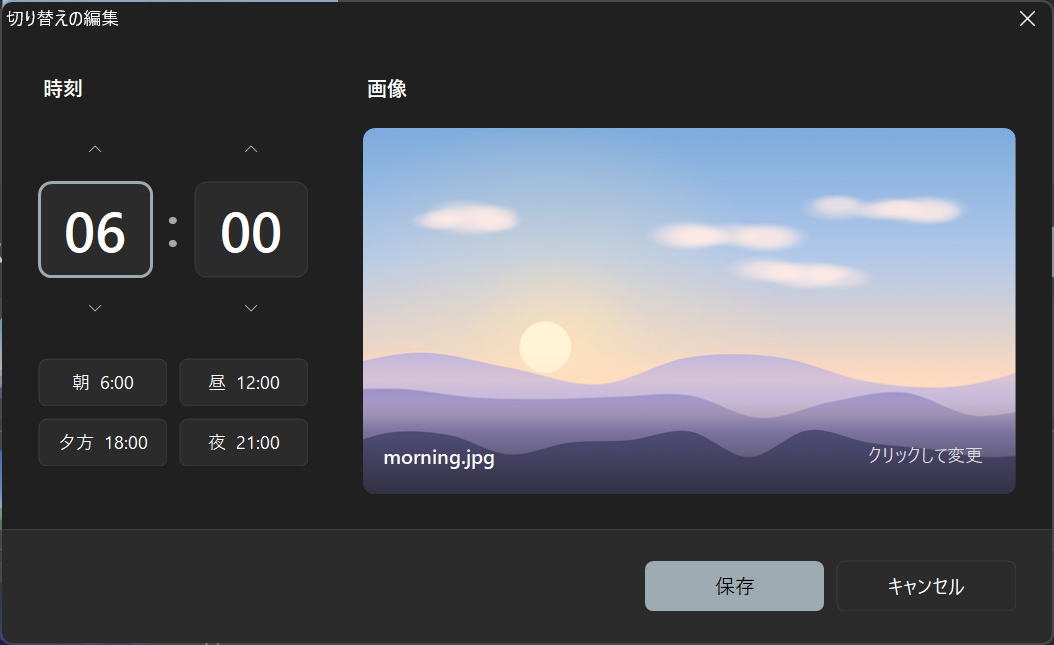 切り替えの編集
時刻
画像
06 : 00
朝 6:00
昼 12:00
夕方 18:00
夜 21:00
morning.jpg
クリックして変更
保存
キャンセル